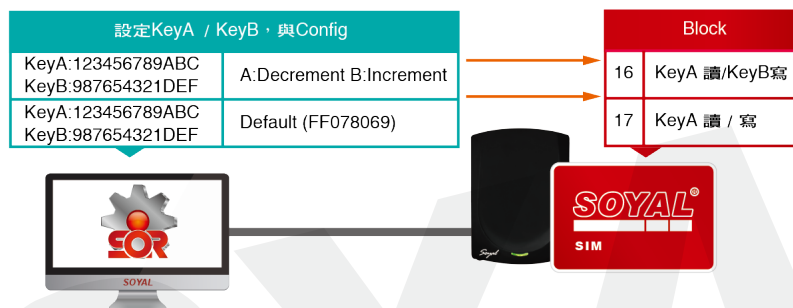 設定KeyA / KeyB，與Config
KeyA:123456789ABC
KeyB:987654321DEF
A:Decrement B:Increment
KeyA:123456789ABC
KeyB:987654321DEF
Default (FF078069)
Block
16 KeyA 讀/KeyB寫
17 KeyA 讀 / 寫
SOR
SOYAL
Soyal
SOYAL®
SIM